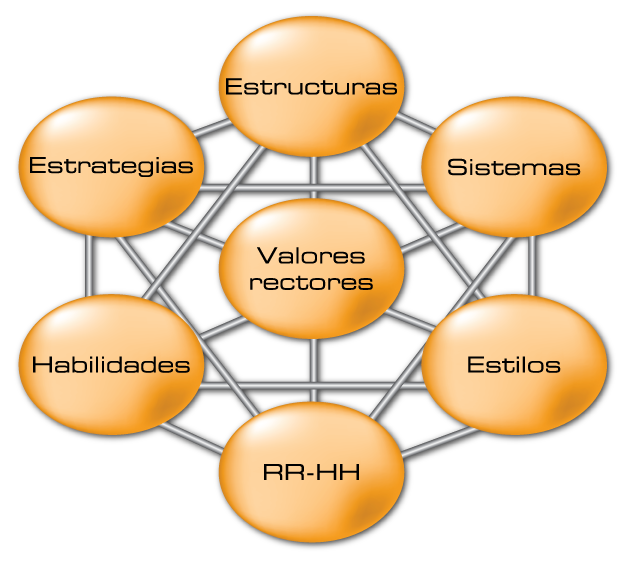 Estructuras
Estrategias
Sistemas
Valores
rectores
Habilidades
Estilos
RR-HH